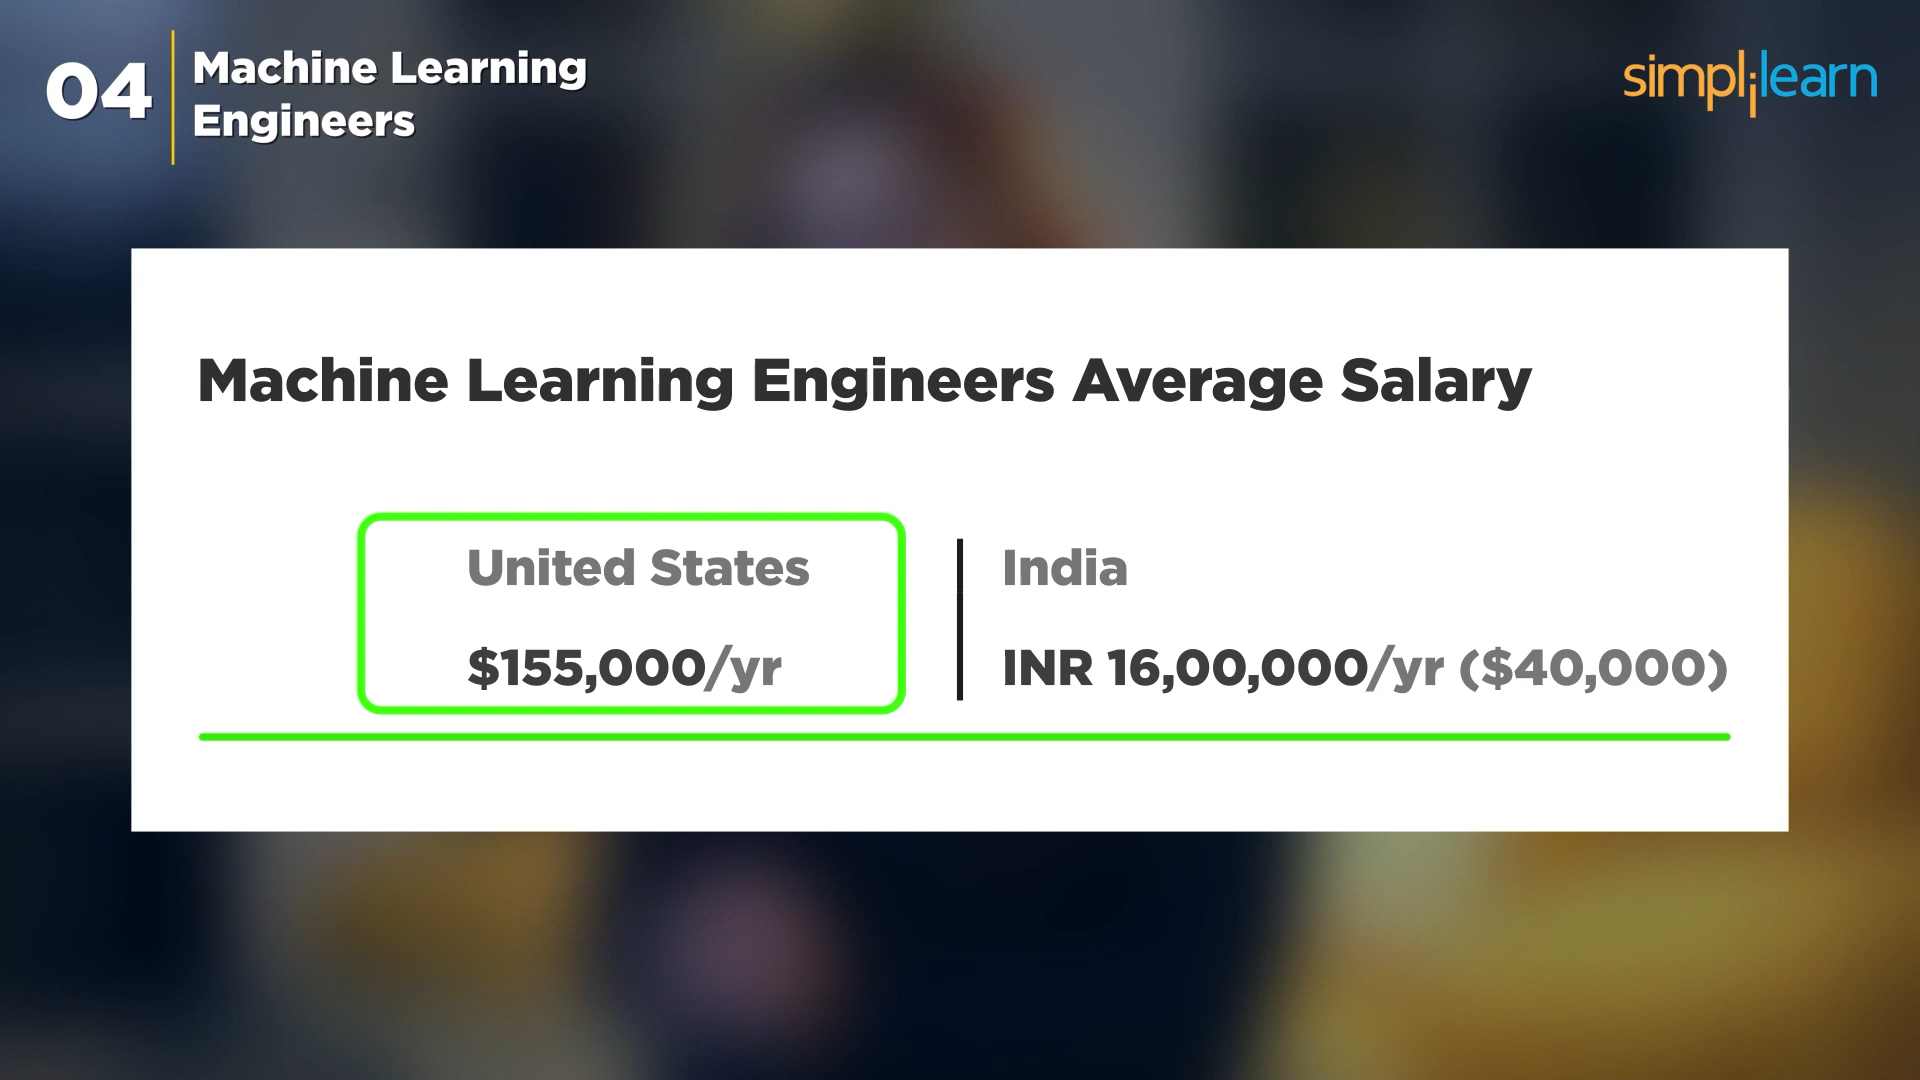 04
Machine Learning
Engineers
simplilearn
Machine Learning Engineers Average Salary
United States
$155,000/yr
India
INR 16,00,000/yr ($40,000)